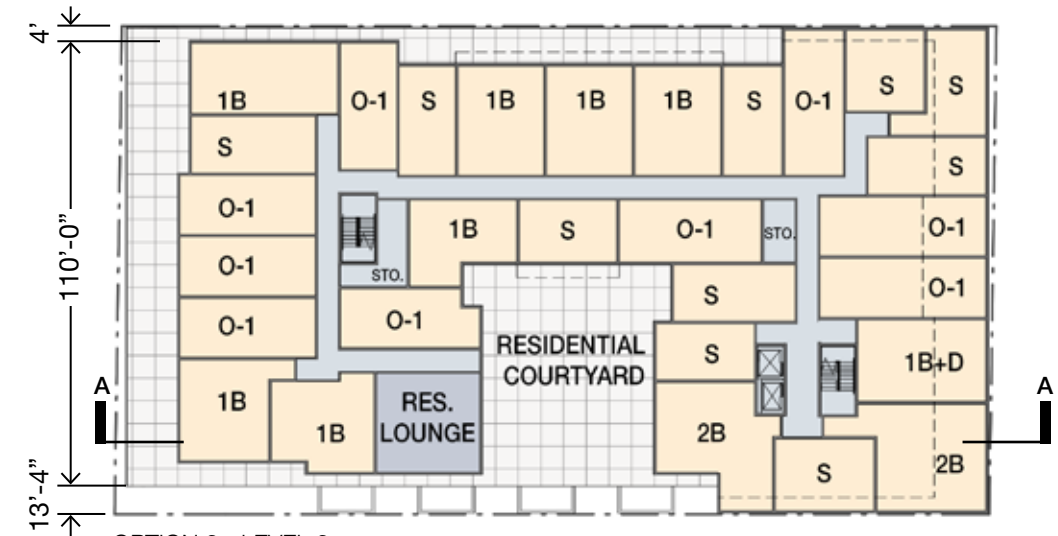 4'
110'-0"
13'-4"
A
A
1B
O-1
S
1B
1B
1B
S
O-1
S
S
S
S
O-1
O-1
O-1
1B
S
O-1
STO.
STO.
O-1
O-1
O-1
S
S
RESIDENTIAL
COURTYARD
1B+D
1B
1B
RES.
LOUNGE
2B
S
2B